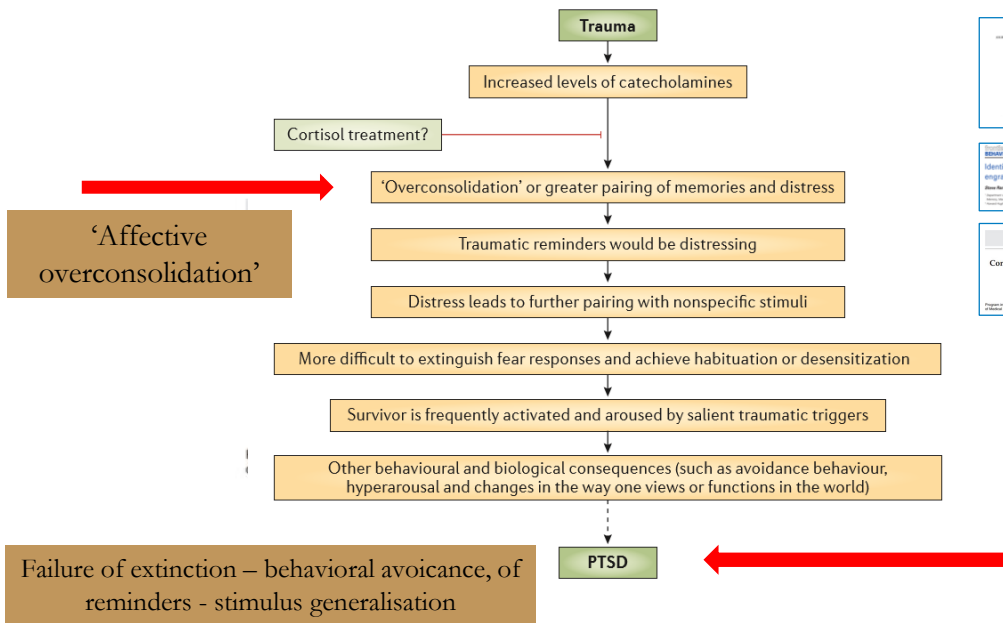 Trauma
Increased levels of catecholamines
Cortisol treatment?
'Overconsolidation' or greater pairing of memories and distress
'Affective
overconsolidation'
Traumatic reminders would be distressing
Distress leads to further pairing with nonspecific stimuli
More difficult to extinguish fear responses and achieve habituation or desensitization
Survivor is frequently activated and aroused by salient traumatic triggers
Other behavioural and biological consequences (such as avoidance behaviour,
hyperarousal and changes in the way one views or functions in the world)
PTSD
Failure of extinction – behavioral avoicance, of
reminders - stimulus generalisation
BEHAVI
Identi
engra
Cor